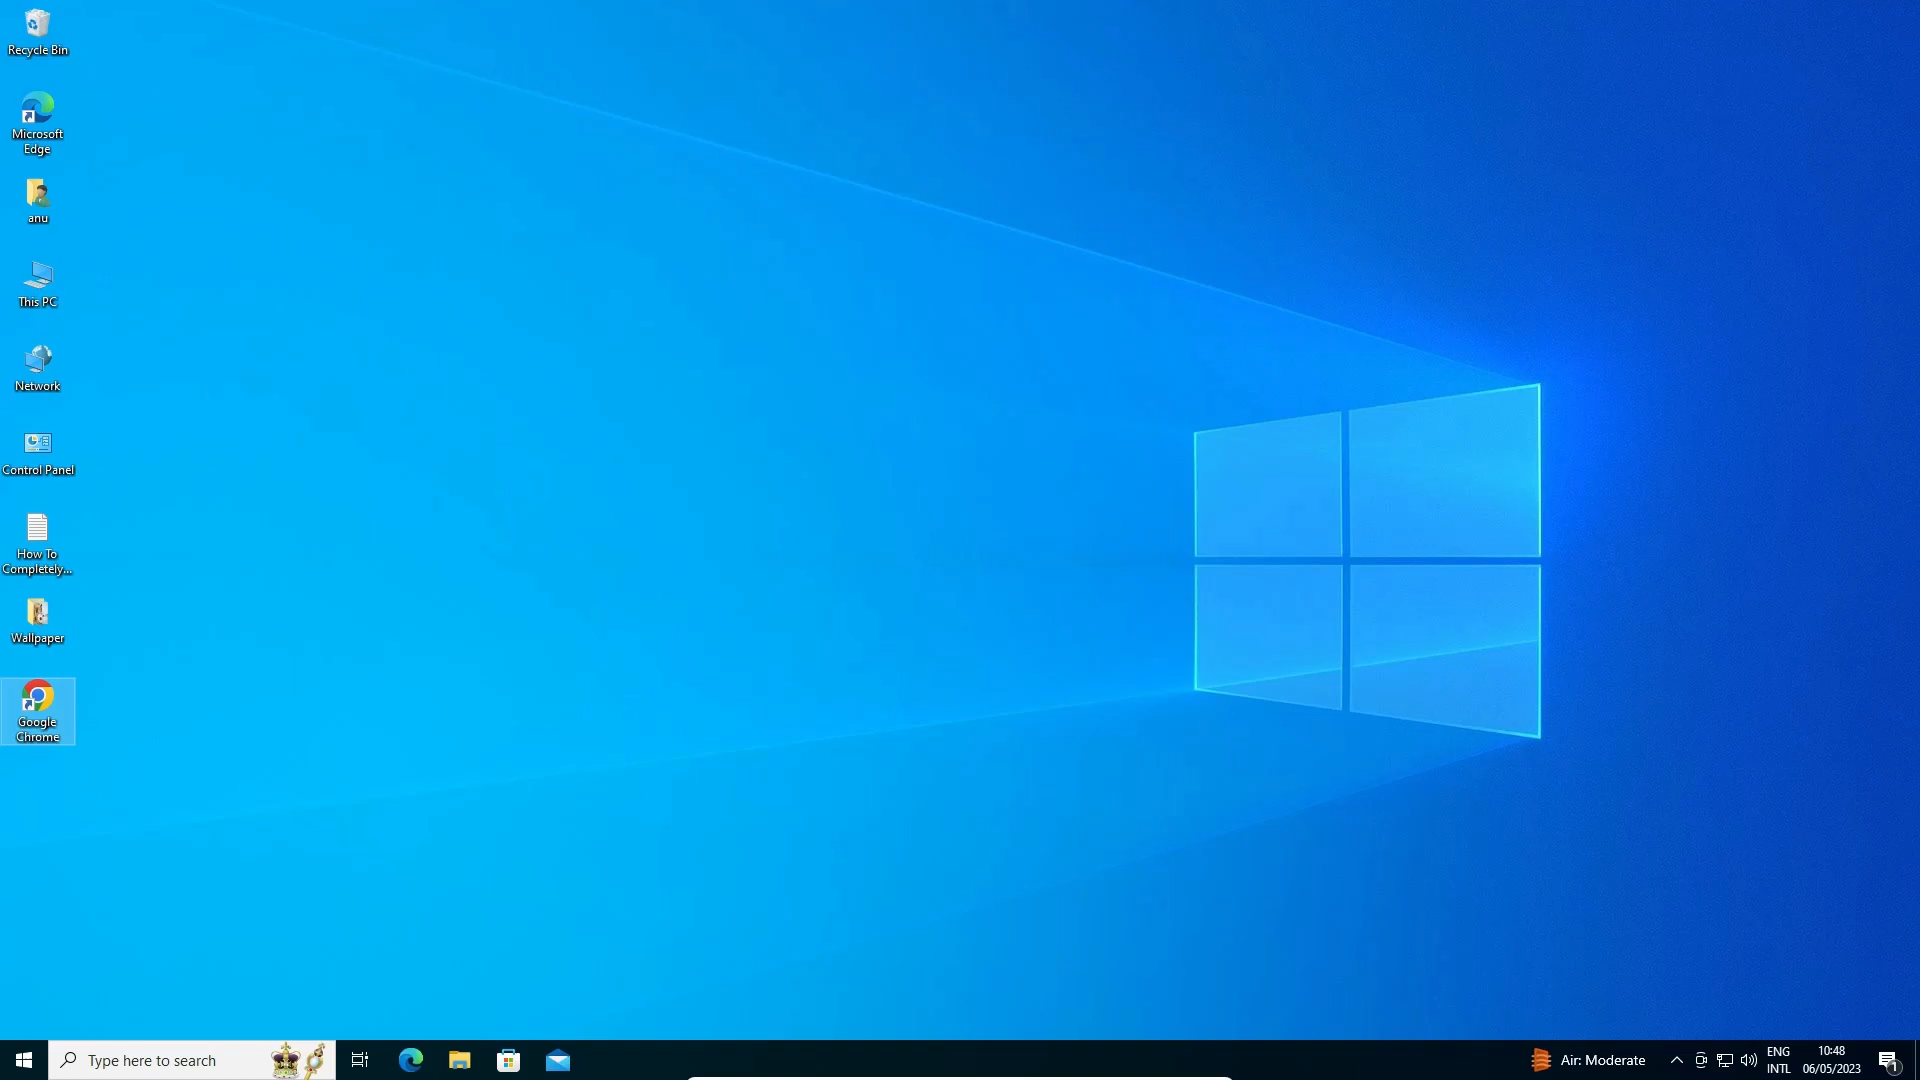 Recycle Bin
Microsoft
Edge
anu
This PC
Network
Control Panel
How To
Completely...
Wallpaper
Google
Chrome
Type here to search
Air: Moderate
ENG
INTL
10:48
06/05/2023
1